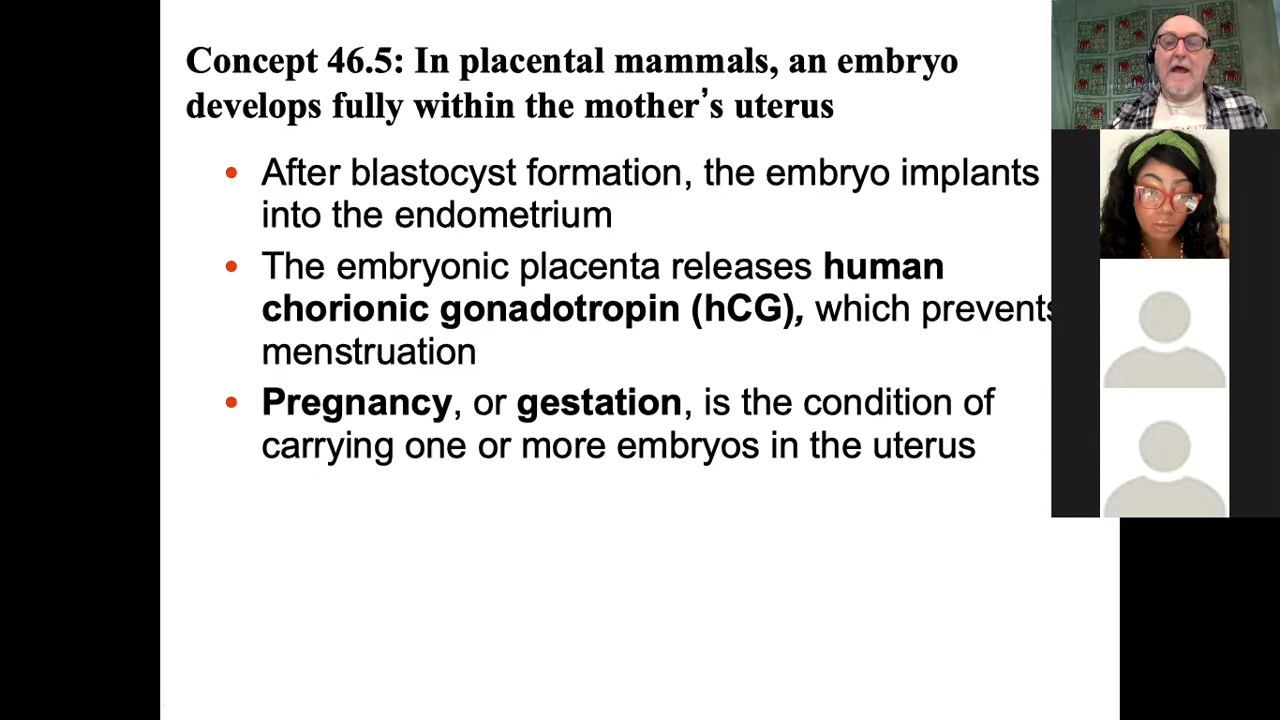 Concept 46.5: In placental mammals, an embryo
develops fully within the mother’s uterus
• After blastocyst formation, the embryo implants
into the endometrium
• The embryonic placenta releases human
chorionic gonadotropin (hCG), which prevents
menstruation
• Pregnancy, or gestation, is the condition of
carrying one or more embryos in the uterus